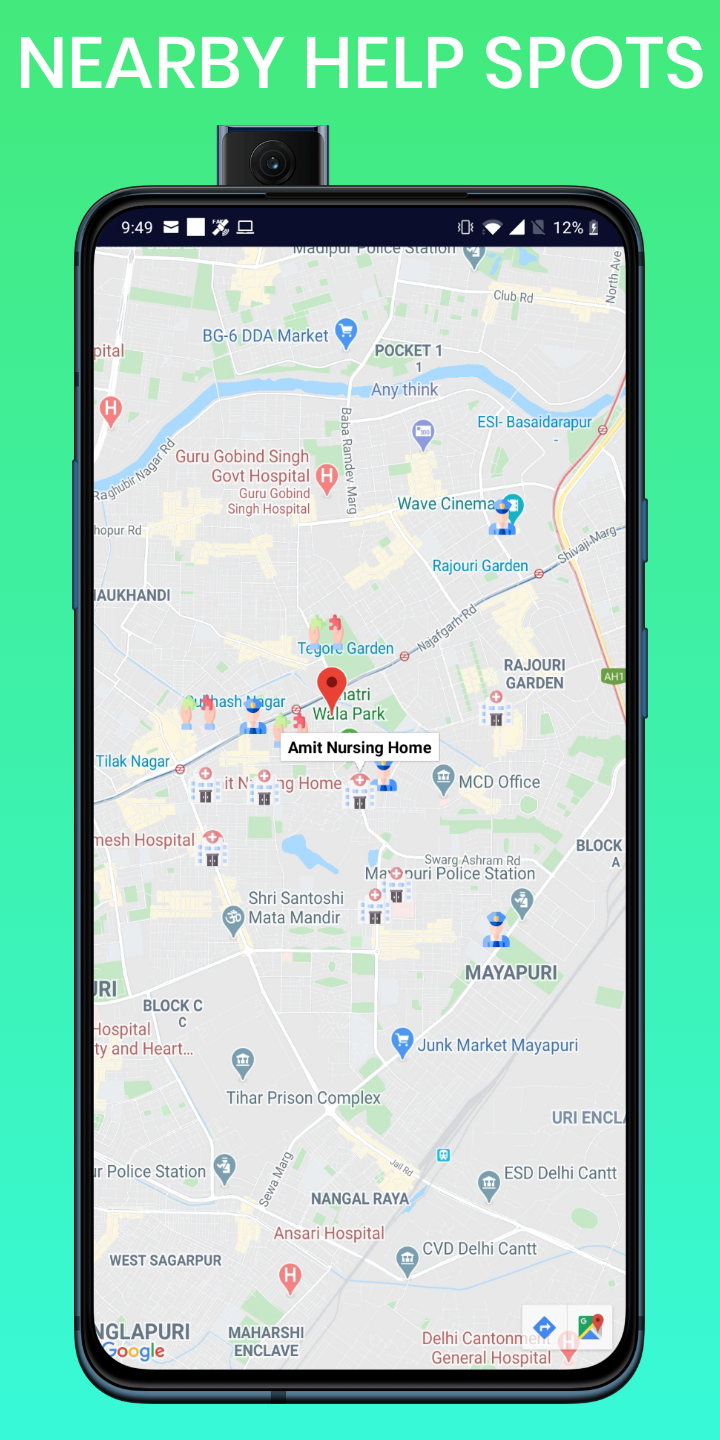 NEARBY HELP SPOTS
9:49
12%
Madipur Police Station
Club Rd
North Ave
BG-6 DDA Market
POCKET 1
1
pital
Any think
ESI- Basaidarapur
-
Baba Ramdev Marg
Guru Gobind Singh
Govt Hospital
Guru Gobind
Singh Hospital
Raghubir Nagar Rd
Wave Cinema
hopur Rd
Shivaji Marg
Rajouri Garden
IAUKHANDI
Najafgarh Rd
Tegore Garden
RAJOURI
GARDEN
AH1
hatri
Wala Park
Subhash Nagar
Amit Nursing Home
Tilak Nagar
it N ng Home
MCD Office
mesh Hospital
BLOCK
A
Swarg Ashram Rd
Mayapuri Police Station
Shri Santoshi
Mata Mandir
MAYAPURI
URI
BLOCK C
C
Hospital
ty and Heart...
Junk Market Mayapuri
Tihar Prison Complex
URI ENCLA
Jail Rd
ur Police Station
Sewa Marg
ESD Delhi Cantt
NANGAL RAYA
Ansari Hospital
CVD Delhi Cantt
WEST SAGARPUR
NGLAPURI
MAHARSHI
ENCLAVE
Delhi Cantonment
General Hospital
Google